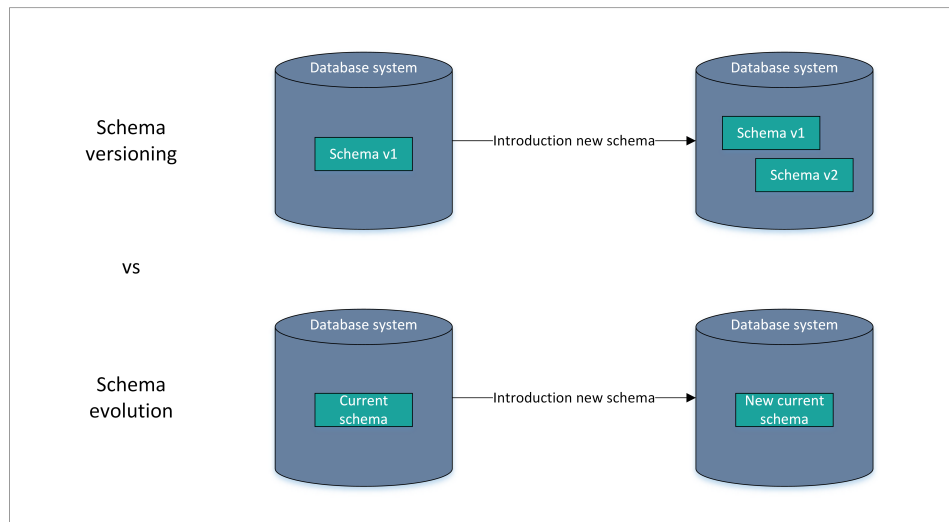 Schema
versioning
Database system
Schema v1
Introduction new schema
Database system
Schema v1
Schema v2
vs
Schema
evolution
Database system
Current
schema
Introduction new schema
Database system
New current
schema